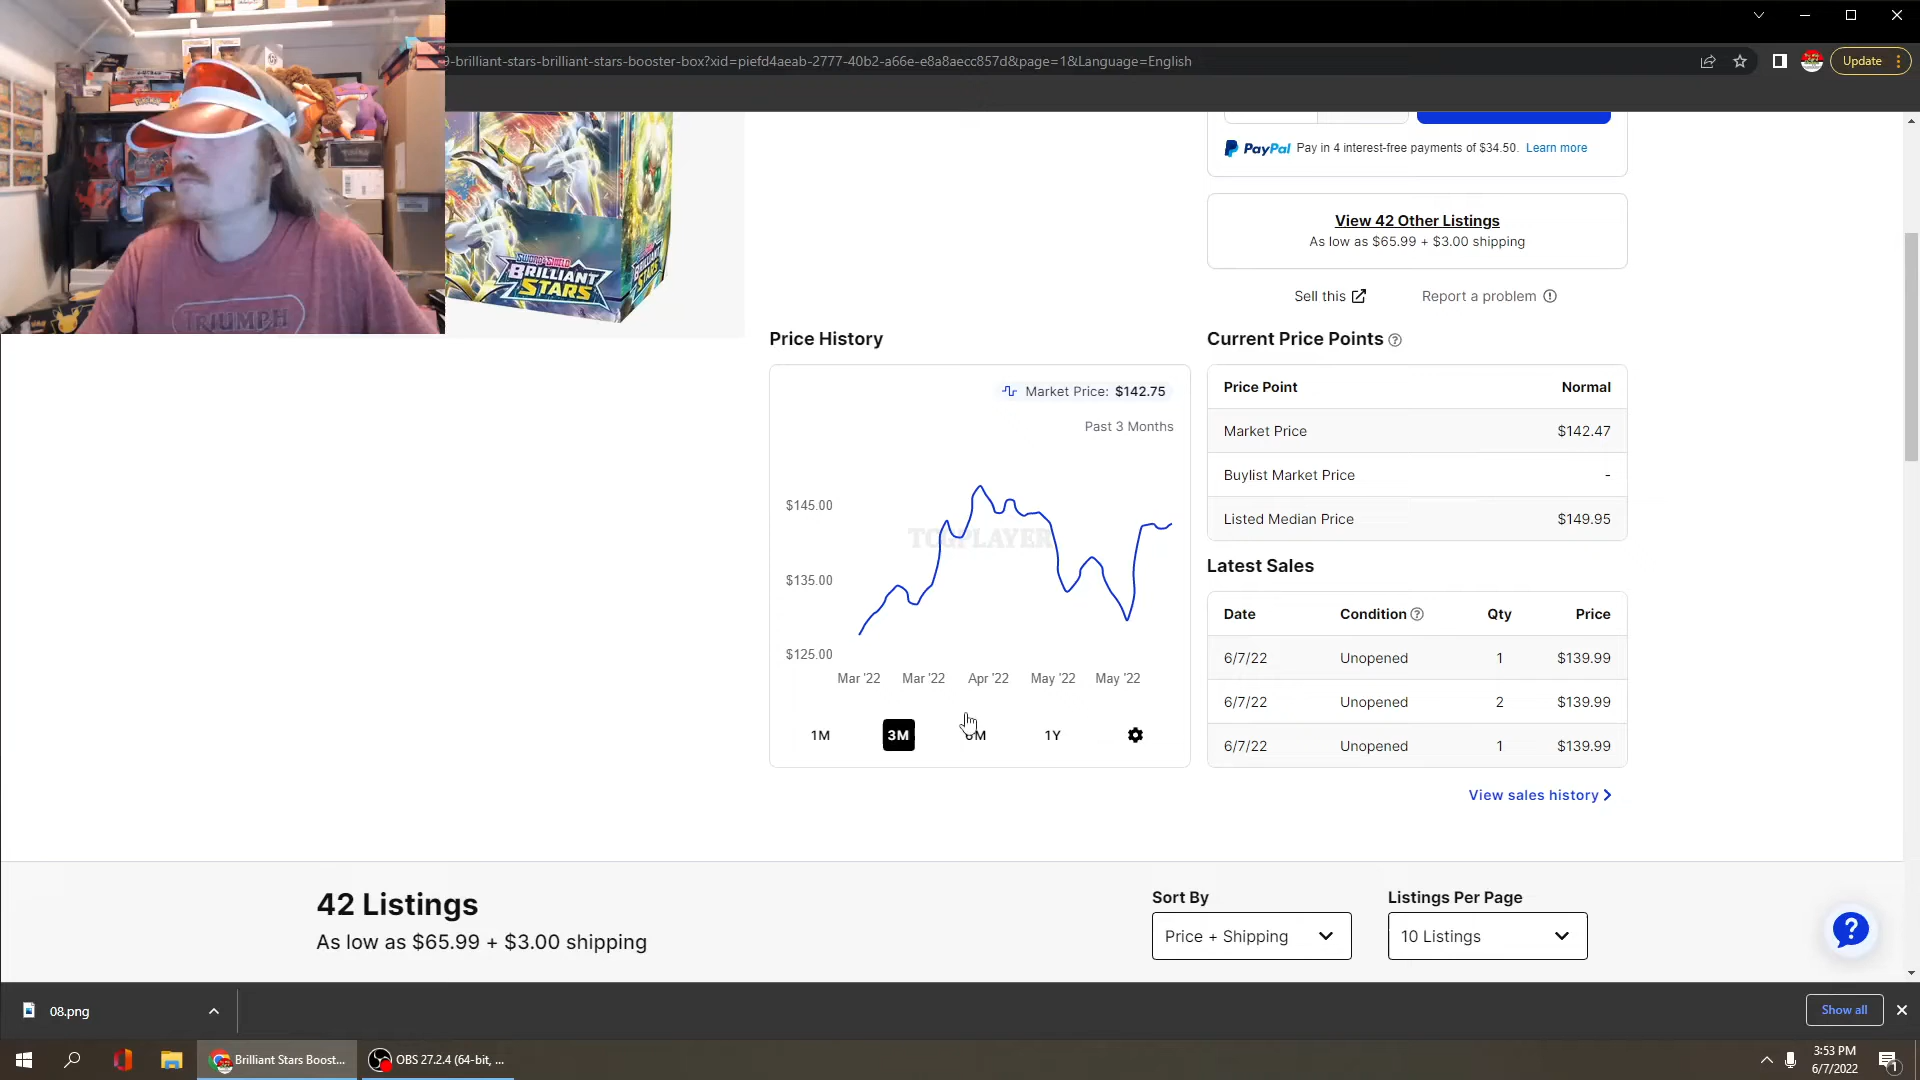 9-brilliant-stars-brilliant-stars-booster-box?xid=piefd4aeab-2777-40b2-a66e-e8a8aecc857d&page=1&Language=English
Update
PayPal Pay in 4 interest-free payments of $34.50. Learn more
View 42 Other Listings
As low as $65.99 + $3.00 shipping
Sell this
Report a problem
BRILLIANT
STARS
TRIUMPH
Price History
Market Price: $142.75
Past 3 Months
$145.00
$135.00
$125.00
TCGPLAYER
Mar '22 Mar '22 Apr '22 May '22 May '22
1M 3M 6M 1Y
Current Price Points
Price Point Normal
Market Price $142.47
Buylist Market Price -
Listed Median Price $149.95
Latest Sales
Date Condition Qty Price
6/7/22 Unopened 1 $139.99
6/7/22 Unopened 2 $139.99
6/7/22 Unopened 1 $139.99
View sales history
42 Listings
As low as $65.99 + $3.00 shipping
Sort By
Price + Shipping
Listings Per Page
10 Listings
?
08.png
Show all
Brilliant Stars Boost...
OBS 27.2.4 (64-bit, ...
3:53 PM
6/7/2022
1